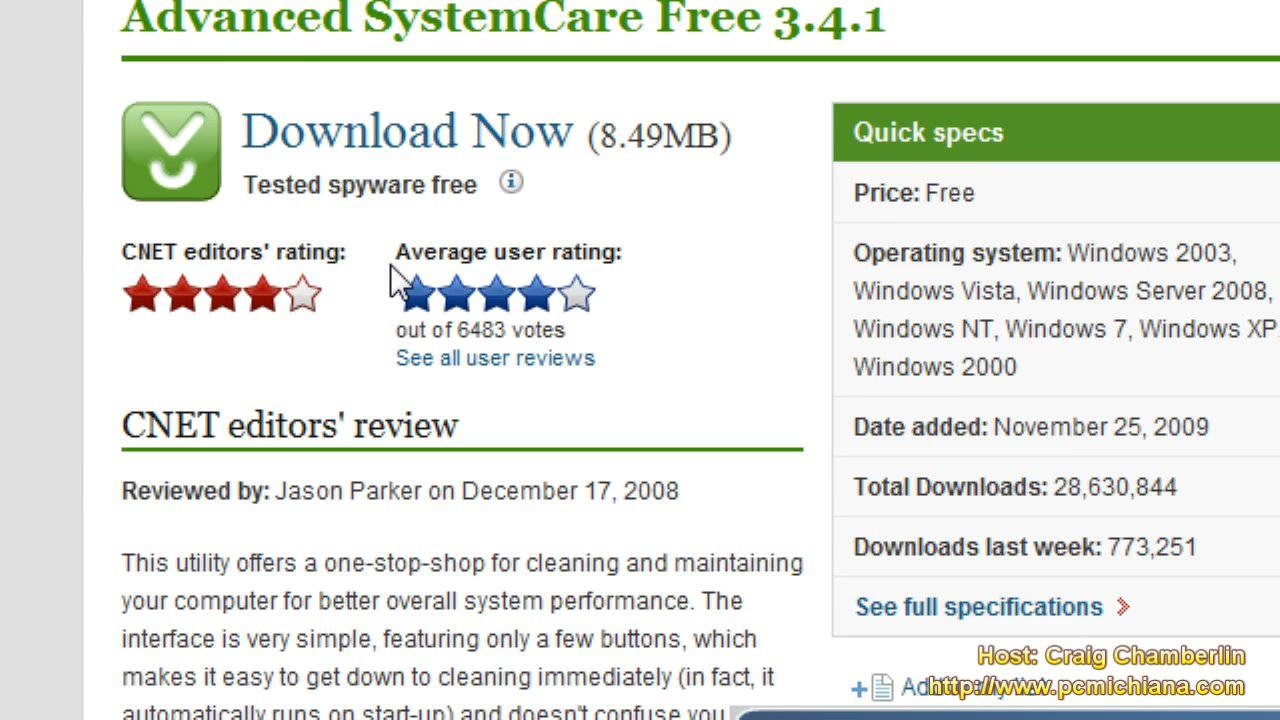 Advanced SystemCare Free 3.4.1
Download Now (8.49MB)
Tested spyware free
CNET editors' rating:
Average user rating:
out of 6483 votes
See all user reviews
CNET editors' review
Reviewed by: Jason Parker on December 17, 2008
This utility offers a one-stop-shop for cleaning and maintaining
your computer for better overall system performance. The
interface is very simple, featuring only a few buttons, which
makes it easy to get down to cleaning immediately (in fact, it
automatically runs on start-up) and doesn't confuse you
Quick specs
Price: Free
Operating system: Windows 2003,
Windows Vista, Windows Server 2008,
Windows NT, Windows 7, Windows XP,
Windows 2000
Date added: November 25, 2009
Total Downloads: 28,630,844
Downloads last week: 773,251
See full specifications
Host: Craig Chamberlin
http://www.pcmichiana.com